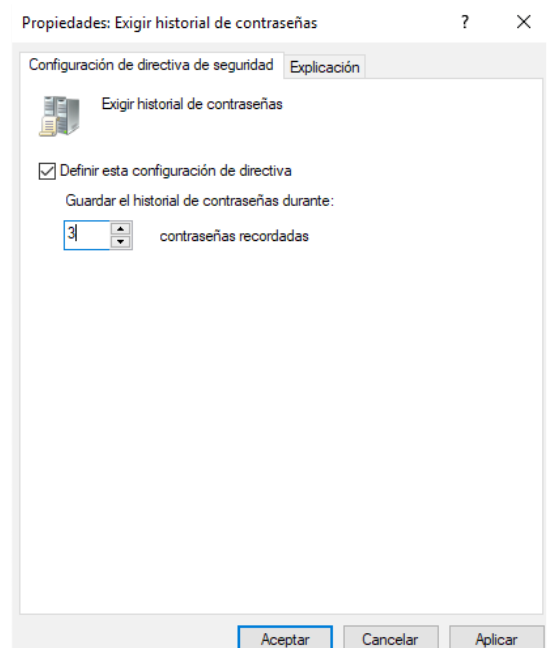 Propiedades: Exigir historial de contraseñas ? ×
Configuración de directiva de seguridad Explicación
Exigir historial de contraseñas
Definir esta configuración de directiva
Guardar el historial de contraseñas durante:
3 contraseñas recordadas
Aceptar Cancelar Aplicar